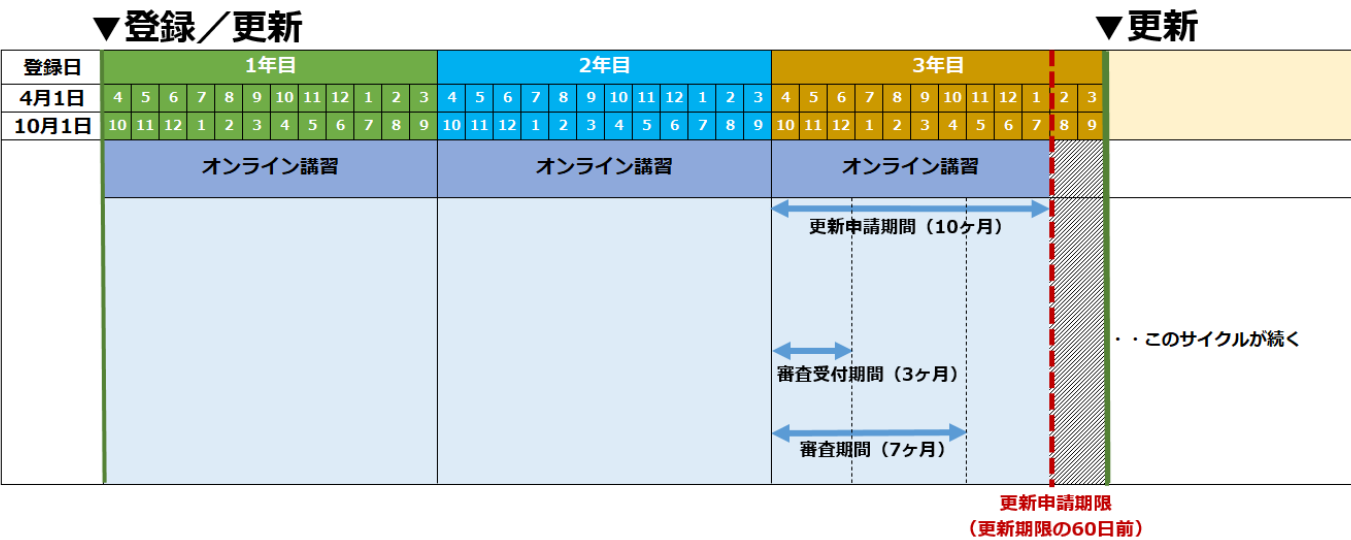 ▼登録／更新 ▼更新
登録日 1年目 2年目 3年目
4月1日 4 5 6 7 8 9 10 11 12 1 2 3 4 5 6 7 8 9 10 11 12 1 2 3 4 5 6 7 8 9 10 11 12 1 2 3
10月1日 10 11 12 1 2 3 4 5 6 7 8 9 10 11 12 1 2 3 4 5 6 7 8 9 10 11 12 1 2 3 4 5 6 7 8 9
オンライン講習 オンライン講習 オンライン講習
更新申請期間（10ヶ月）
・・このサイクルが続く
審査受付期間（3ヶ月）
審査期間（7ヶ月）
更新申請期限
（更新期限の60日前）